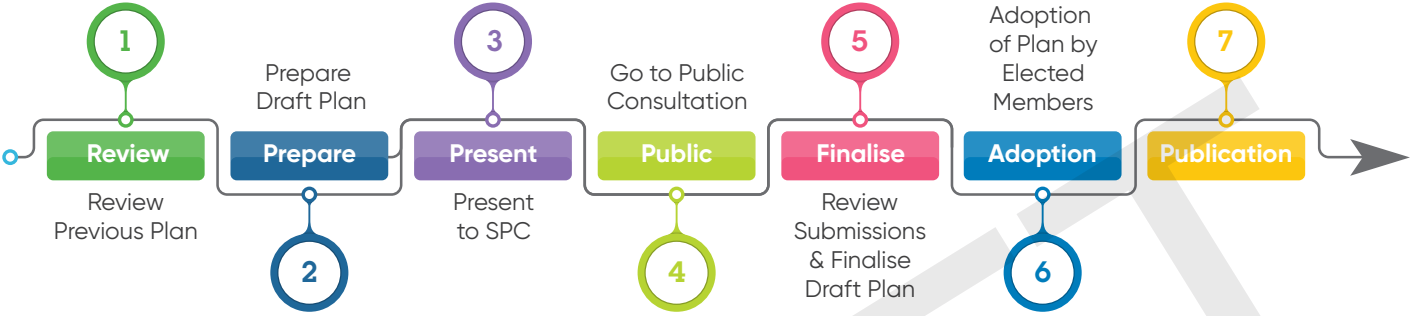 1
Review
Review
Previous Plan
Prepare
Draft Plan
Prepare
2
3
Present
Present
to SPC
Go to Public
Consultation
Public
4
5
Finalise
Review
Submissions
& Finalise
Draft Plan
Adoption
of Plan by
Elected
Members
Adoption
6
7
Publication